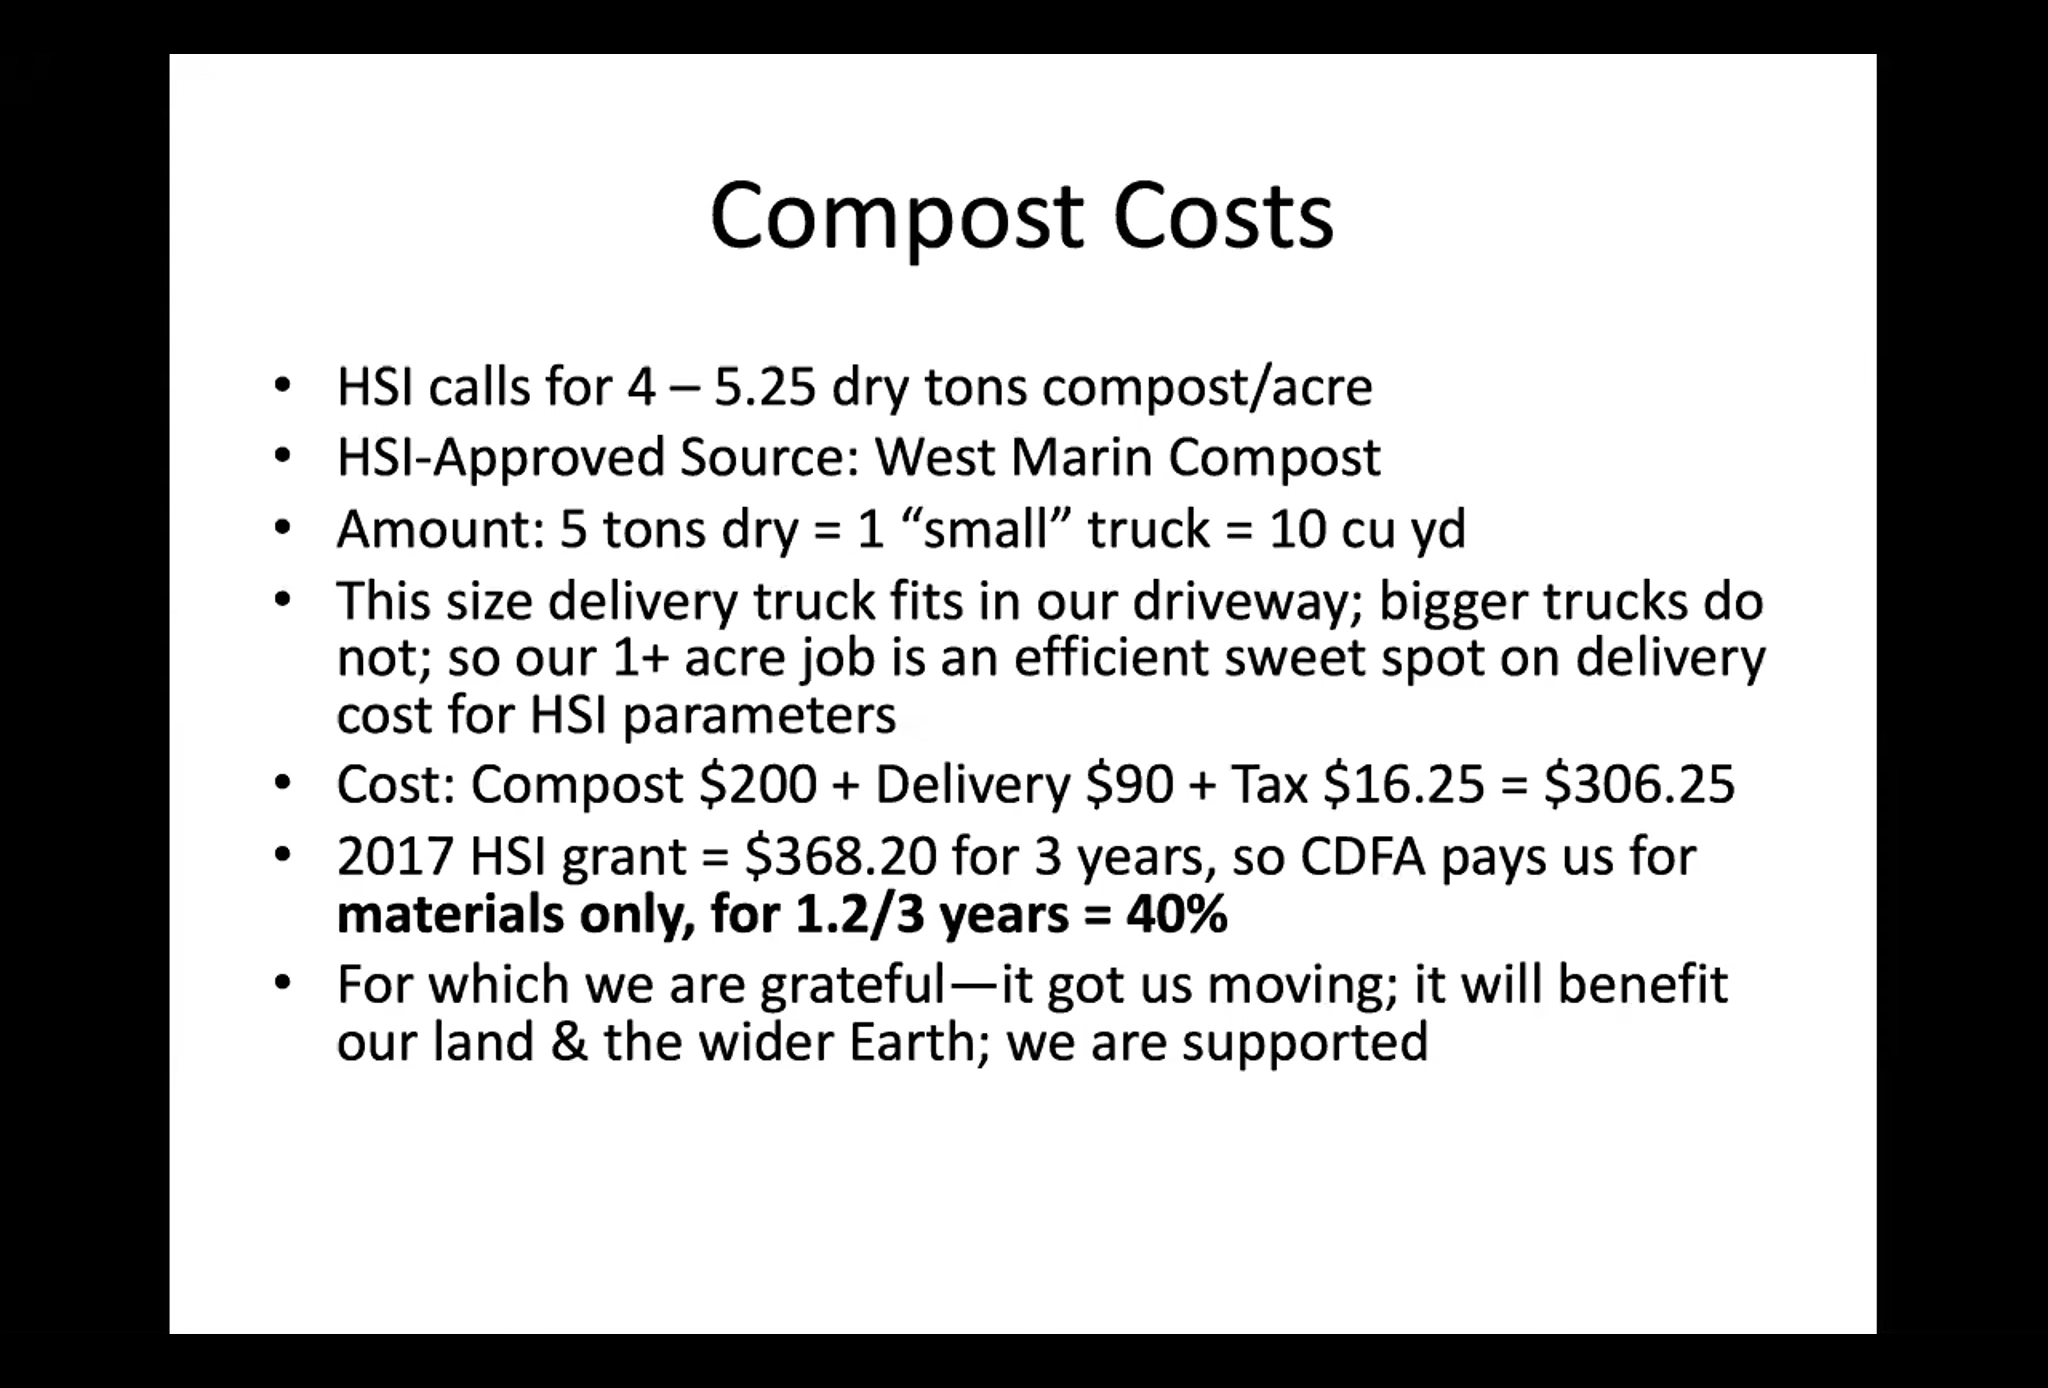 Compost Costs
• HSI calls for 4 – 5.25 dry tons compost/acre
• HSI-Approved Source: West Marin Compost
• Amount: 5 tons dry = 1 “small” truck = 10 cu yd
• This size delivery truck fits in our driveway; bigger trucks do
not; so our 1+ acre job is an efficient sweet spot on delivery
cost for HSI parameters
• Cost: Compost $200 + Delivery $90 + Tax $16.25 = $306.25
• 2017 HSI grant = $368.20 for 3 years, so CDFA pays us for
materials only, for 1.2/3 years = 40%
• For which we are grateful—it got us moving; it will benefit
our land & the wider Earth; we are supported